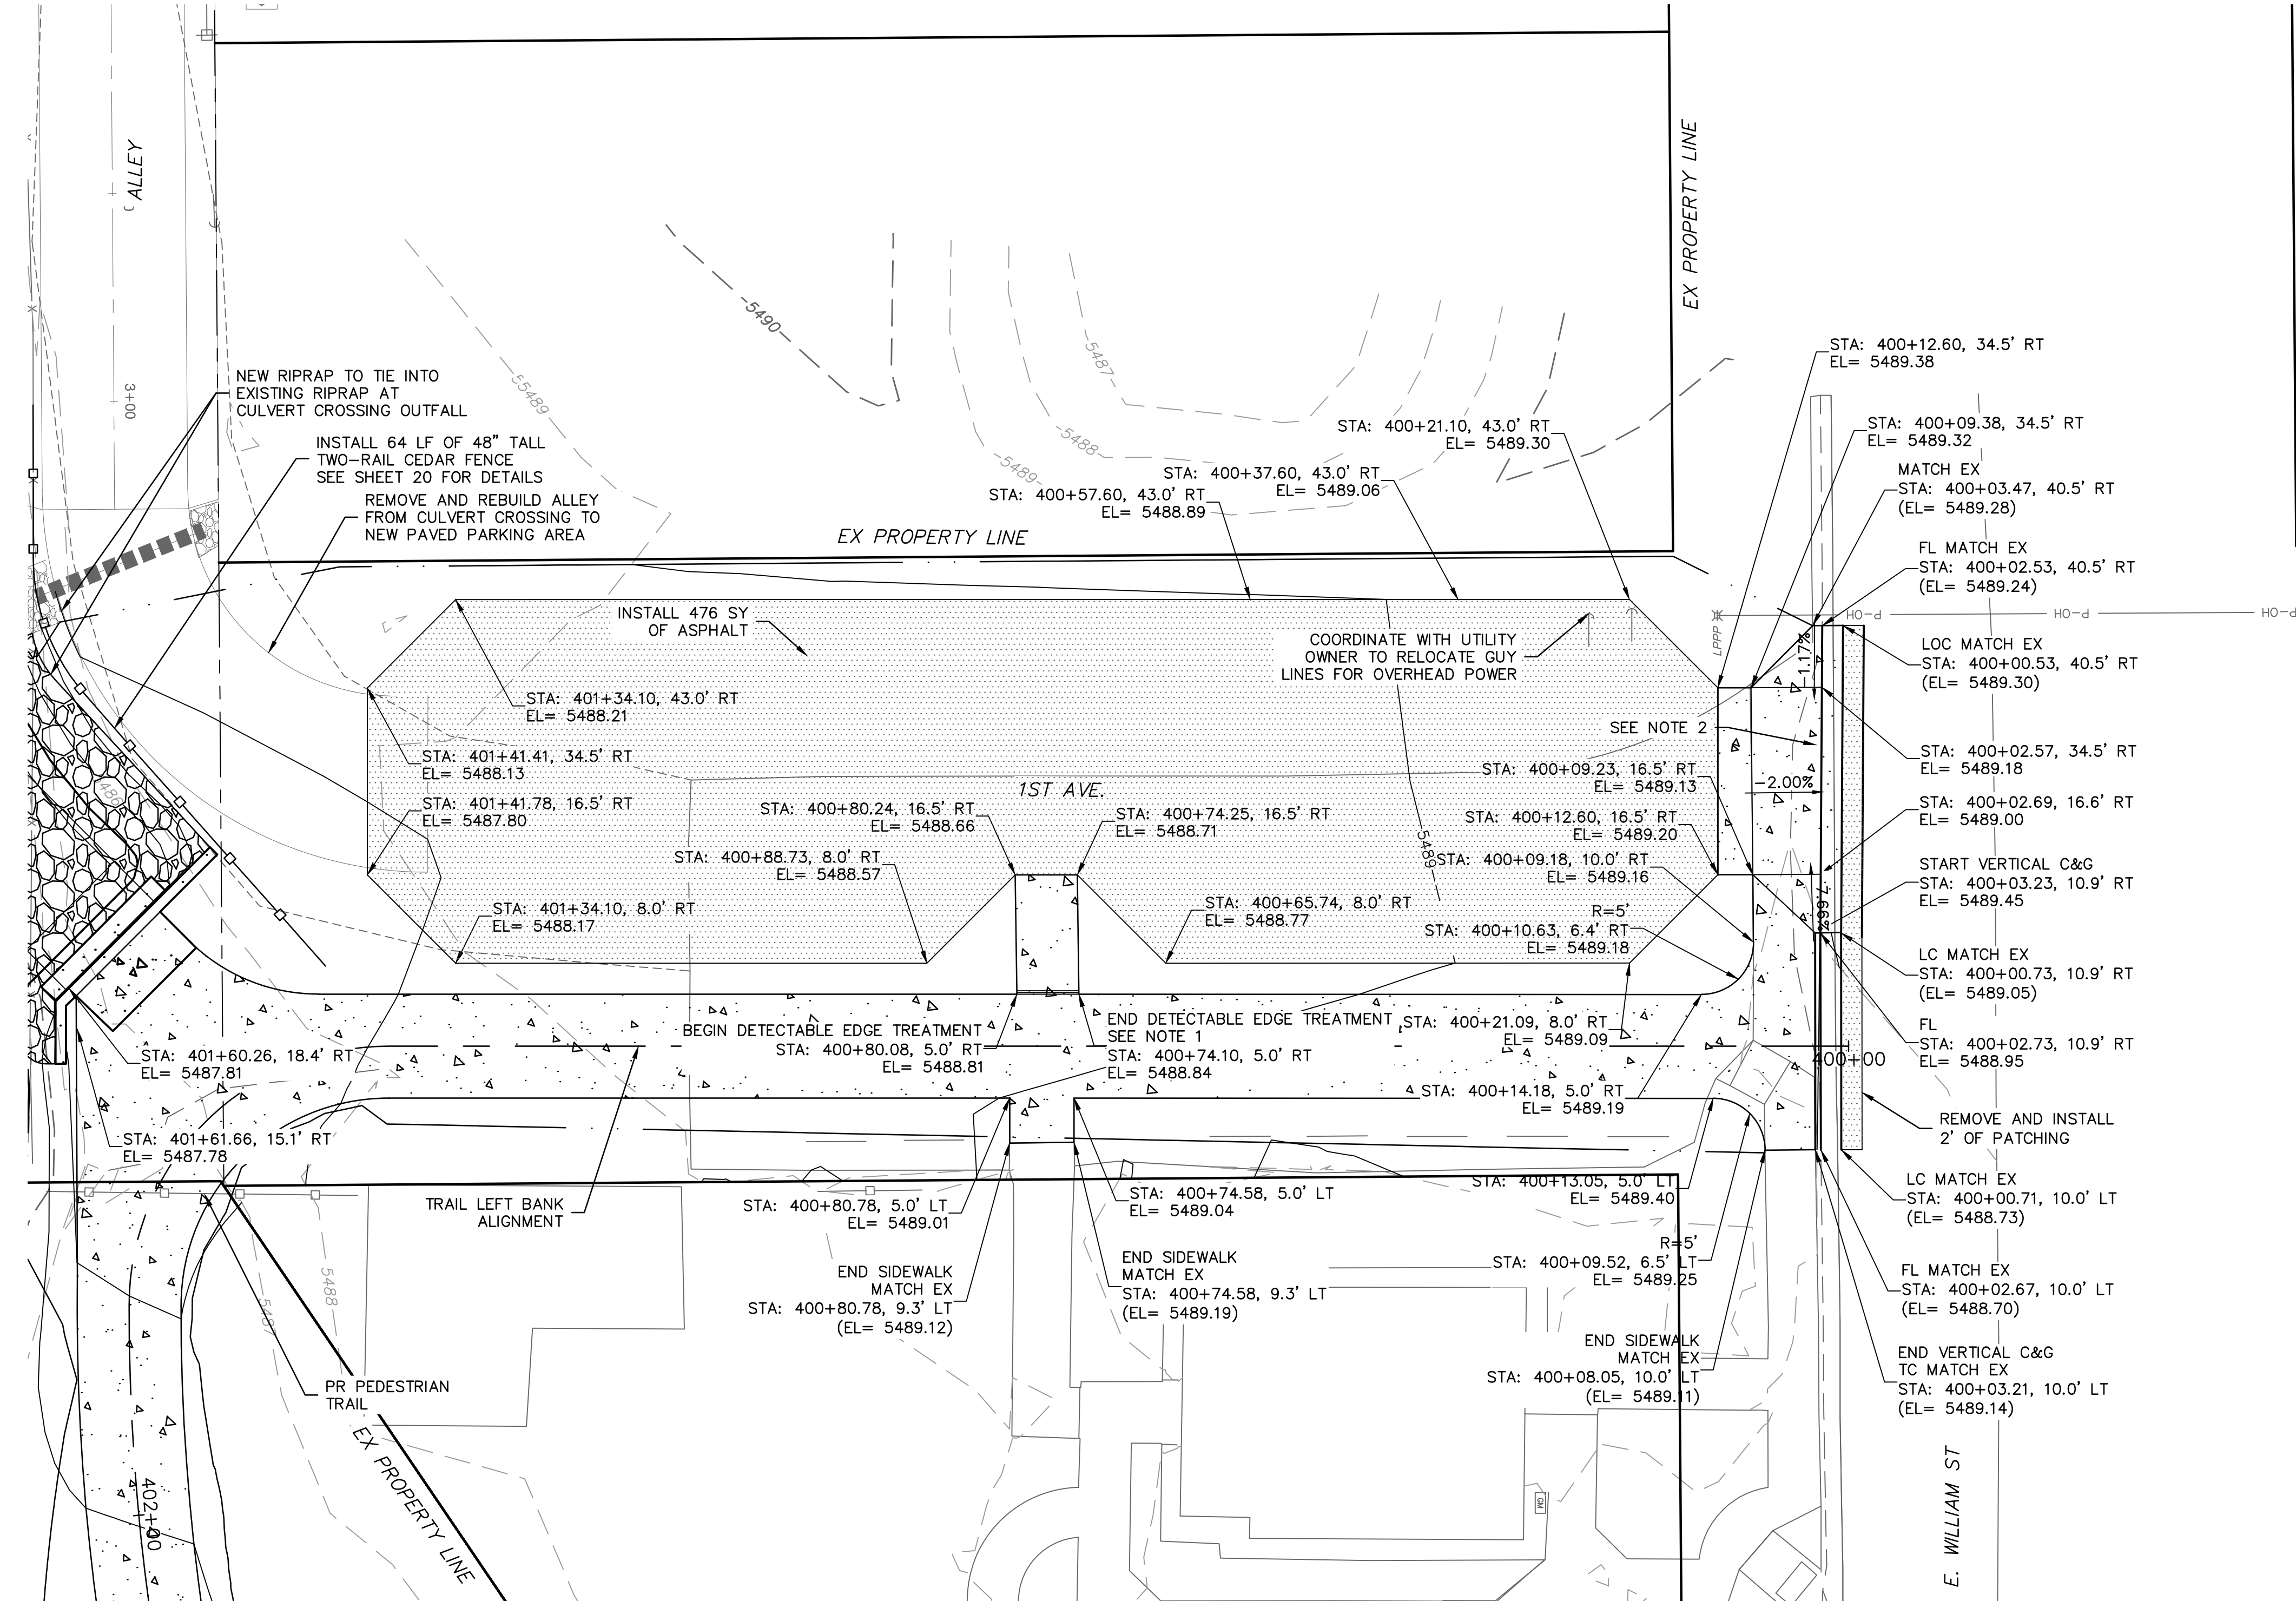 ALLEY
3+00
EX PROPERTY LINE
NEW RIPRAP TO TIE INTO
EXISTING RIPRAP AT
CULVERT CROSSING OUTFALL
INSTALL 64 LF OF 48" TALL
TWO-RAIL CEDAR FENCE
SEE SHEET 20 FOR DETAILS
REMOVE AND REBUILD ALLEY
FROM CULVERT CROSSING TO
NEW PAVED PARKING AREA
55489
5490
5487
5488
5489
EX PROPERTY LINE
STA: 400+57.60, 43.0' RT
EL= 5488.89
STA: 400+37.60, 43.0' RT
EL= 5489.06
STA: 400+21.10, 43.0' RT
EL= 5489.30
STA: 400+12.60, 34.5' RT
EL= 5489.38
STA: 400+09.38, 34.5' RT
EL= 5489.32
MATCH EX
STA: 400+03.47, 40.5' RT
(EL= 5489.28)
FL MATCH EX
STA: 400+02.53, 40.5' RT
(EL= 5489.24)
P-OH
P-OH
P-OH
LPPP
LOC MATCH EX
STA: 400+00.53, 40.5' RT
(EL= 5489.30)
INSTALL 476 SY
OF ASPHALT
COORDINATE WITH UTILITY
OWNER TO RELOCATE GUY
LINES FOR OVERHEAD POWER
-1.17%
SEE NOTE 2
-2.00%
STA: 401+34.10, 43.0' RT
EL= 5488.21
STA: 401+41.41, 34.5' RT
EL= 5488.13
STA: 401+41.78, 16.5' RT
EL= 5487.80
1ST AVE.
STA: 400+80.24, 16.5' RT
EL= 5488.66
STA: 400+74.25, 16.5' RT
EL= 5488.71
STA: 400+09.23, 16.5' RT
EL= 5489.13
STA: 400+12.60, 16.5' RT
EL= 5489.20
STA: 400+02.57, 34.5' RT
EL= 5489.18
STA: 400+02.69, 16.6' RT
EL= 5489.00
5489
STA: 400+88.73, 8.0' RT
EL= 5488.57
STA: 400+09.18, 10.0' RT
EL= 5489.16
START VERTICAL C&G
STA: 400+03.23, 10.9' RT
EL= 5489.45
-7.69%
STA: 401+34.10, 8.0' RT
EL= 5488.17
STA: 400+65.74, 8.0' RT
EL= 5488.77
R=5'
STA: 400+10.63, 6.4' RT
EL= 5489.18
LC MATCH EX
STA: 400+00.73, 10.9' RT
(EL= 5489.05)
BEGIN DETECTABLE EDGE TREATMENT
STA: 400+80.08, 5.0' RT
EL= 5488.81
END DETECTABLE EDGE TREATMENT
SEE NOTE 1
STA: 400+74.10, 5.0' RT
EL= 5488.84
STA: 400+21.09, 8.0' RT
EL= 5489.09
FL
STA: 400+02.73, 10.9' RT
EL= 5488.95
400+00
STA: 401+60.26, 18.4' RT
EL= 5487.81
STA: 400+14.18, 5.0' RT
EL= 5489.19
REMOVE AND INSTALL
2' OF PATCHING
STA: 401+61.66, 15.1' RT
EL= 5487.78
TRAIL LEFT BANK
ALIGNMENT
STA: 400+80.78, 5.0' LT
EL= 5489.01
STA: 400+74.58, 5.0' LT
EL= 5489.04
STA: 400+13.05, 5.0' LT
EL= 5489.40
LC MATCH EX
STA: 400+00.71, 10.0' LT
(EL= 5488.73)
END SIDEWALK
MATCH EX
STA: 400+80.78, 9.3' LT
(EL= 5489.12)
END SIDEWALK
MATCH EX
STA: 400+74.58, 9.3' LT
(EL= 5489.19)
R=5'
STA: 400+09.52, 6.5' LT
EL= 5489.25
FL MATCH EX
STA: 400+02.67, 10.0' LT
(EL= 5488.70)
5487
5488
END SIDEWALK
MATCH EX
STA: 400+08.05, 10.0' LT
(EL= 5489.11)
END VERTICAL C&G
TC MATCH EX
STA: 400+03.21, 10.0' LT
(EL= 5489.14)
PR PEDESTRIAN
TRAIL
EX PROPERTY LINE
402+00
GM
E. WILLIAM ST